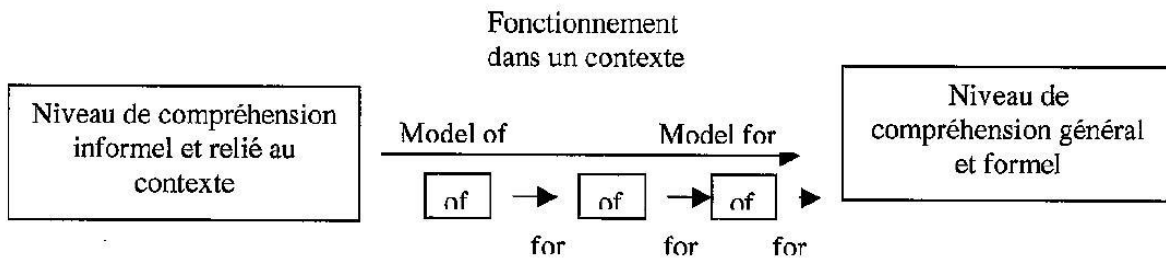 Fonctionnement
dans un contexte
Niveau de compréhension
informel et relié au
contexte
Model of
Model for
of
of
of
for
for
for
Niveau de
compréhension général
et formel